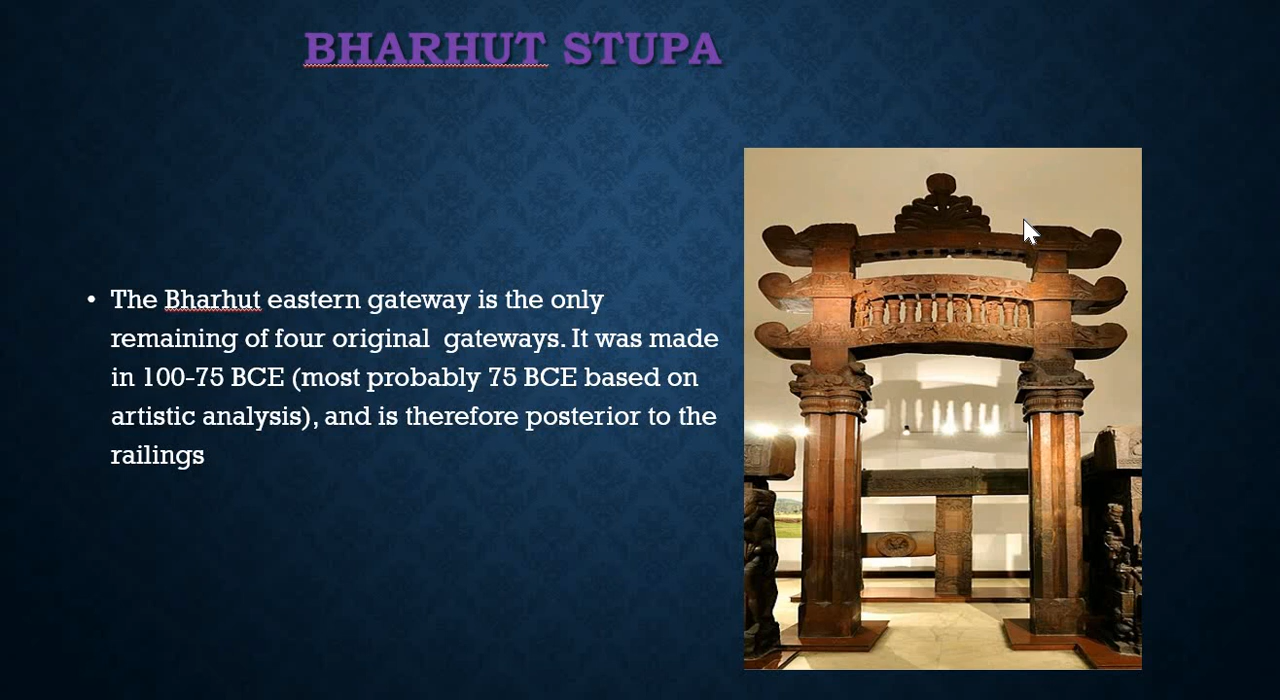 BHARHUT STUPA
• The Bharhut eastern gateway is the only
remaining of four original  gateways. It was made
in 100-75 BCE (most probably 75 BCE based on
artistic analysis), and is therefore posterior to the
railings